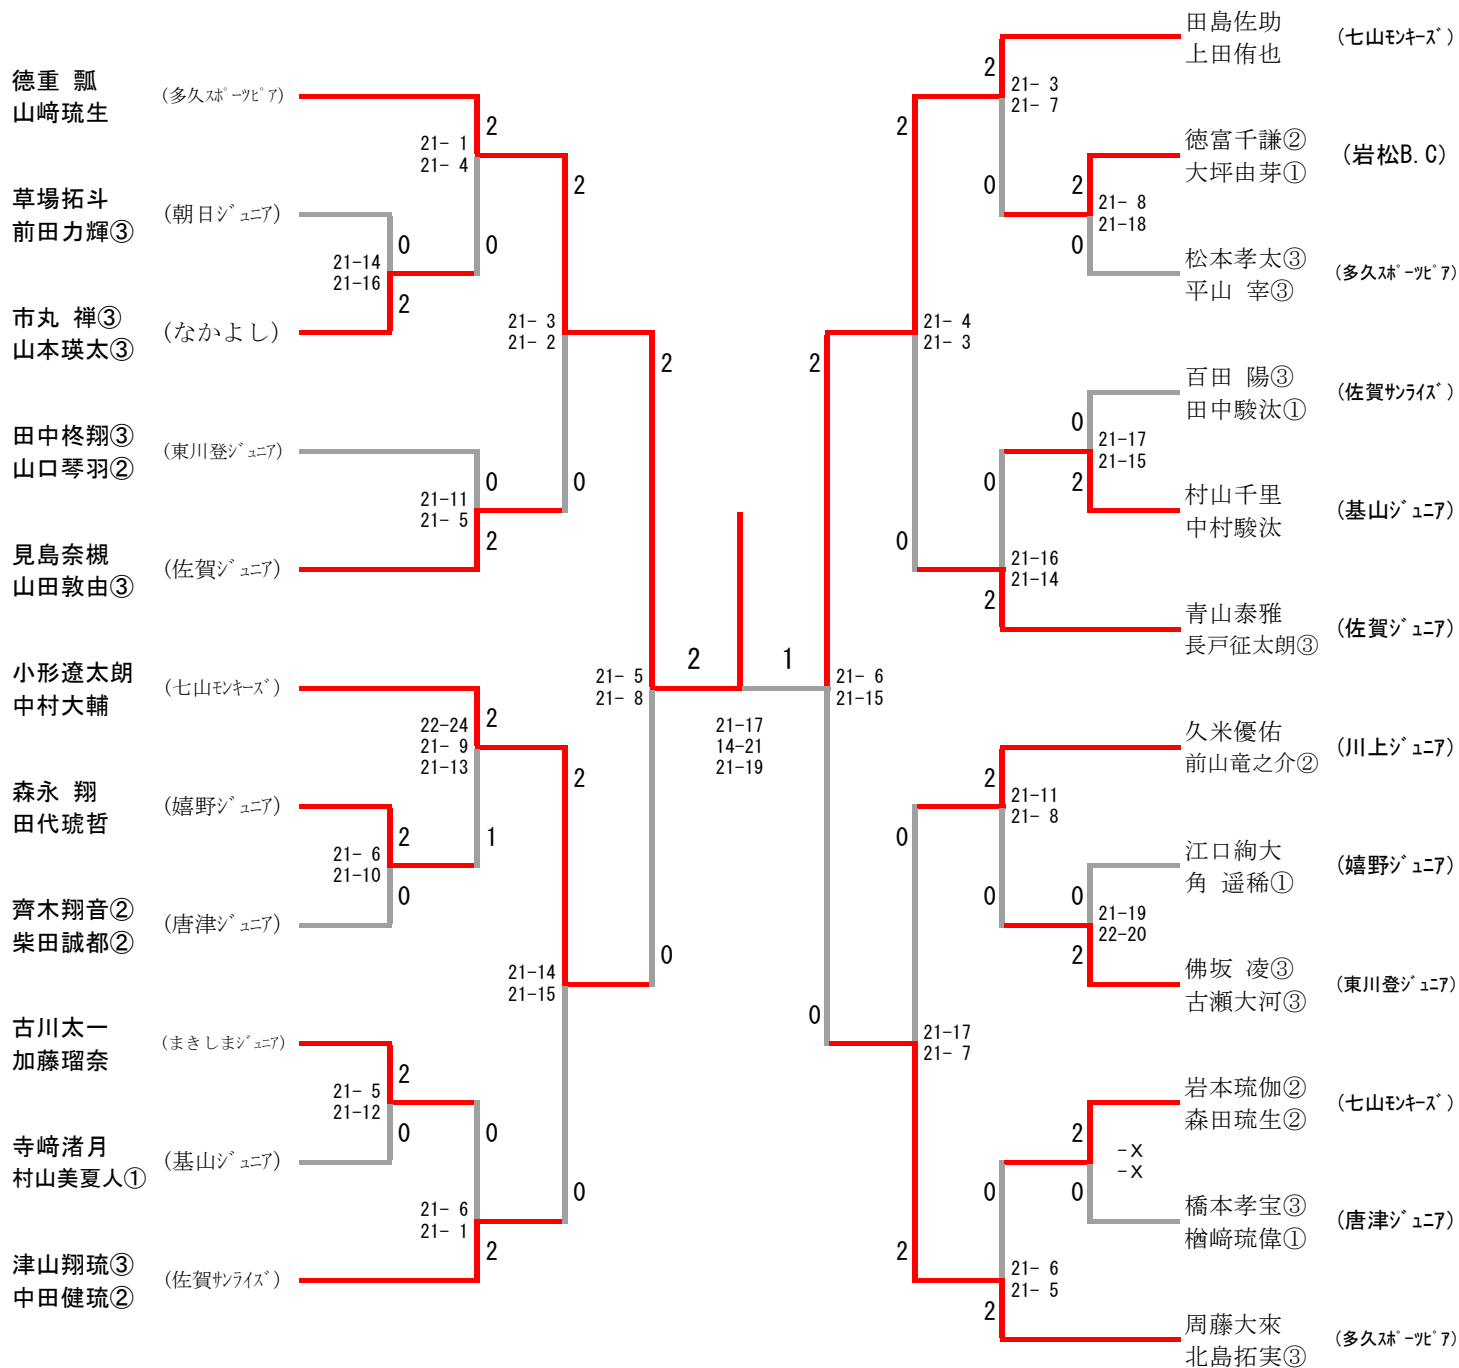 德重 瓢
山﨑琉生
(多久ｽﾎﾟｰﾂﾋﾟｱ)
草場拓斗
前田力輝③
(朝日ｼﾞｭﾆｱ)
市丸 禅③
山本瑛太③
(なかよし)
田中柊翔③
山口琴羽②
(東川登ｼﾞｭﾆｱ)
見島奈槻
山田敦由③
(佐賀ｼﾞｭﾆｱ)
小形遼太朗
中村大輔
(七山ﾓﾝｷｰｽﾞ)
森永 翔
田代琥哲
(嬉野ｼﾞｭﾆｱ)
齊木翔音②
柴田誠都②
(唐津ｼﾞｭﾆｱ)
古川太一
加藤瑠奈
(まきしまｼﾞｭﾆｱ)
寺﨑渚月
村山美夏人①
(基山ｼﾞｭﾆｱ)
津山翔琉③
中田健琉②
(佐賀ｻﾝﾗｲｽﾞ)
2
21- 1
21- 4
0
0
21-14
21-16
2
2
21- 3
21- 2
0
0
21-11
21- 5
2
2
21- 5
21- 8
0
2
22-24
21- 9
21-13
1
2
21- 6
21-10
0
2
21-14
21-15
0
2
21- 5
21-12
0
0
21- 6
21- 1
2
2
1
21-17
14-21
21-19
2
21- 6
21-15
0
2
21- 4
21- 3
0
2
21- 3
21- 7
0
2
21- 8
21-18
0
0
21-17
21-15
2
0
21-16
21-14
2
0
21-17
21- 7
2
2
21-11
21- 8
0
0
21-19
22-20
2
2
-X
-X
0
0
21- 6
21- 5
2
田島佐助
上田侑也
(七山ﾓﾝｷｰｽﾞ)
徳富千謙②
大坪由芽①
(岩松B.C)
松本孝太③
平山 宰③
(多久ｽﾎﾟｰﾂﾋﾟｱ)
百田 陽③
田中駿汰①
(佐賀ｻﾝﾗｲｽﾞ)
村山千里
中村駿汰
(基山ｼﾞｭﾆｱ)
青山泰雅
長戸征太朗③
(佐賀ｼﾞｭﾆｱ)
久米優佑
前山竜之介②
(川上ｼﾞｭﾆｱ)
江口絢大
角 遥稀①
(嬉野ｼﾞｭﾆｱ)
佛坂 凌③
古瀬大河③
(東川登ｼﾞｭﾆｱ)
岩本琉伽②
森田琉生②
(七山ﾓﾝｷｰｽﾞ)
橋本孝宝③
楢﨑琉偉①
(唐津ｼﾞｭﾆｱ)
周藤大來
北島拓実③
(多久ｽﾎﾟｰﾂﾋﾟｱ)